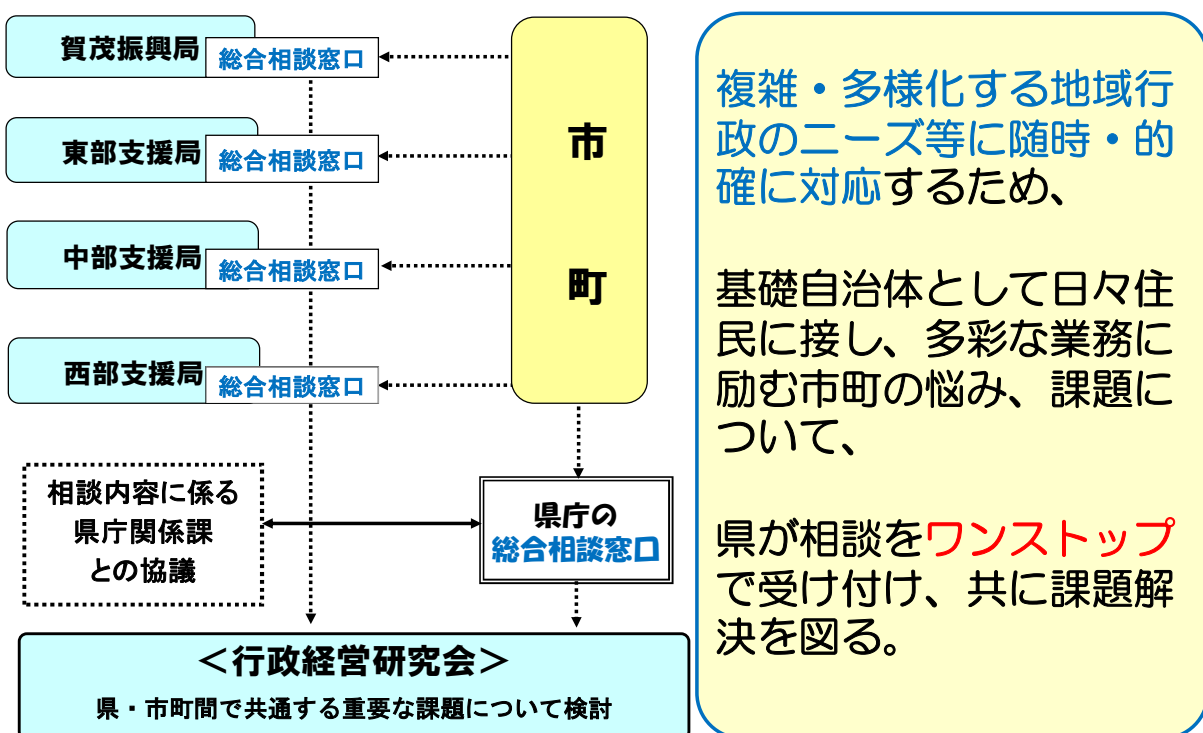 賀茂振興局
総合相談窓口
東部支援局
総合相談窓口
中部支援局
総合相談窓口
西部支援局
総合相談窓口
市
町
相談内容に係る
県庁関係課
との協議
県庁の
総合相談窓口
＜行政経営研究会＞
県・市町間で共通する重要な課題について検討
複雑・多様化する地域行
政のニーズ等に随時・的
確に対応するため、
基礎自治体として日々住
民に接し、多彩な業務に
励む市町の悩み、課題に
ついて、
県が相談をワンストップ
で受け付け、共に課題解
決を図る。